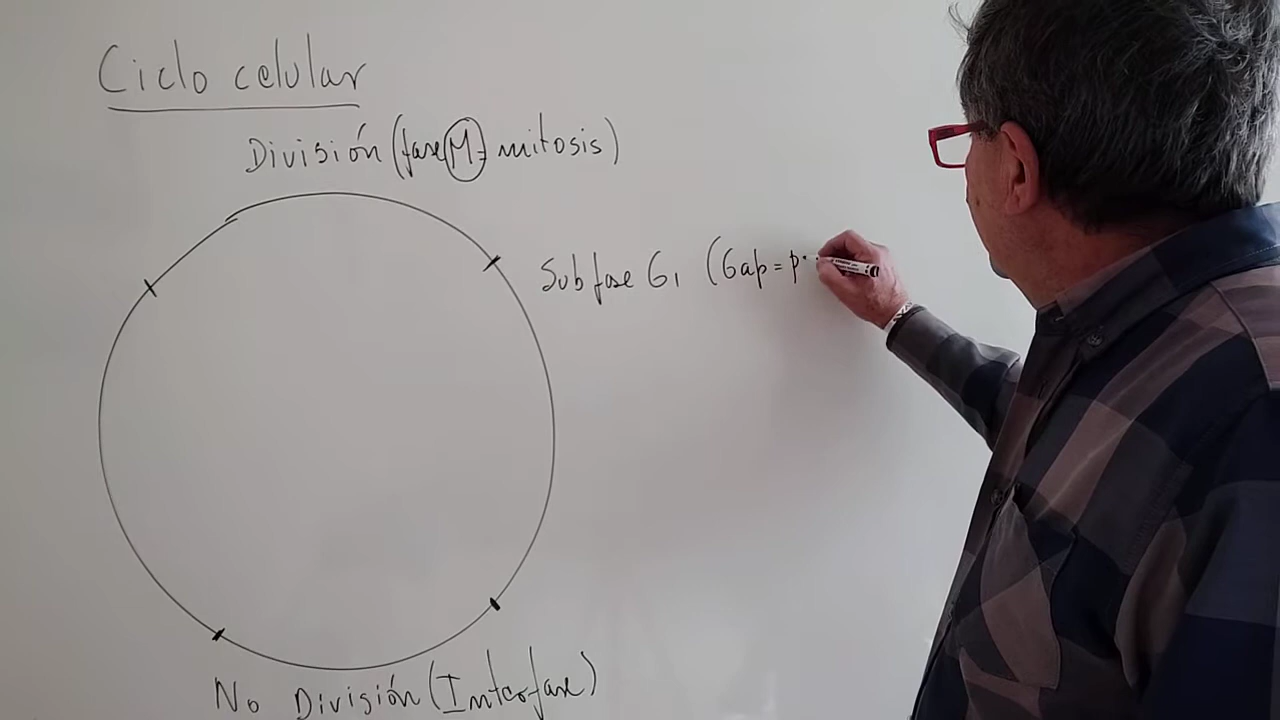 Ciclo celular
División (fase M = mitosis)
Subfase G1 (Gap = p
No División (Interfase)